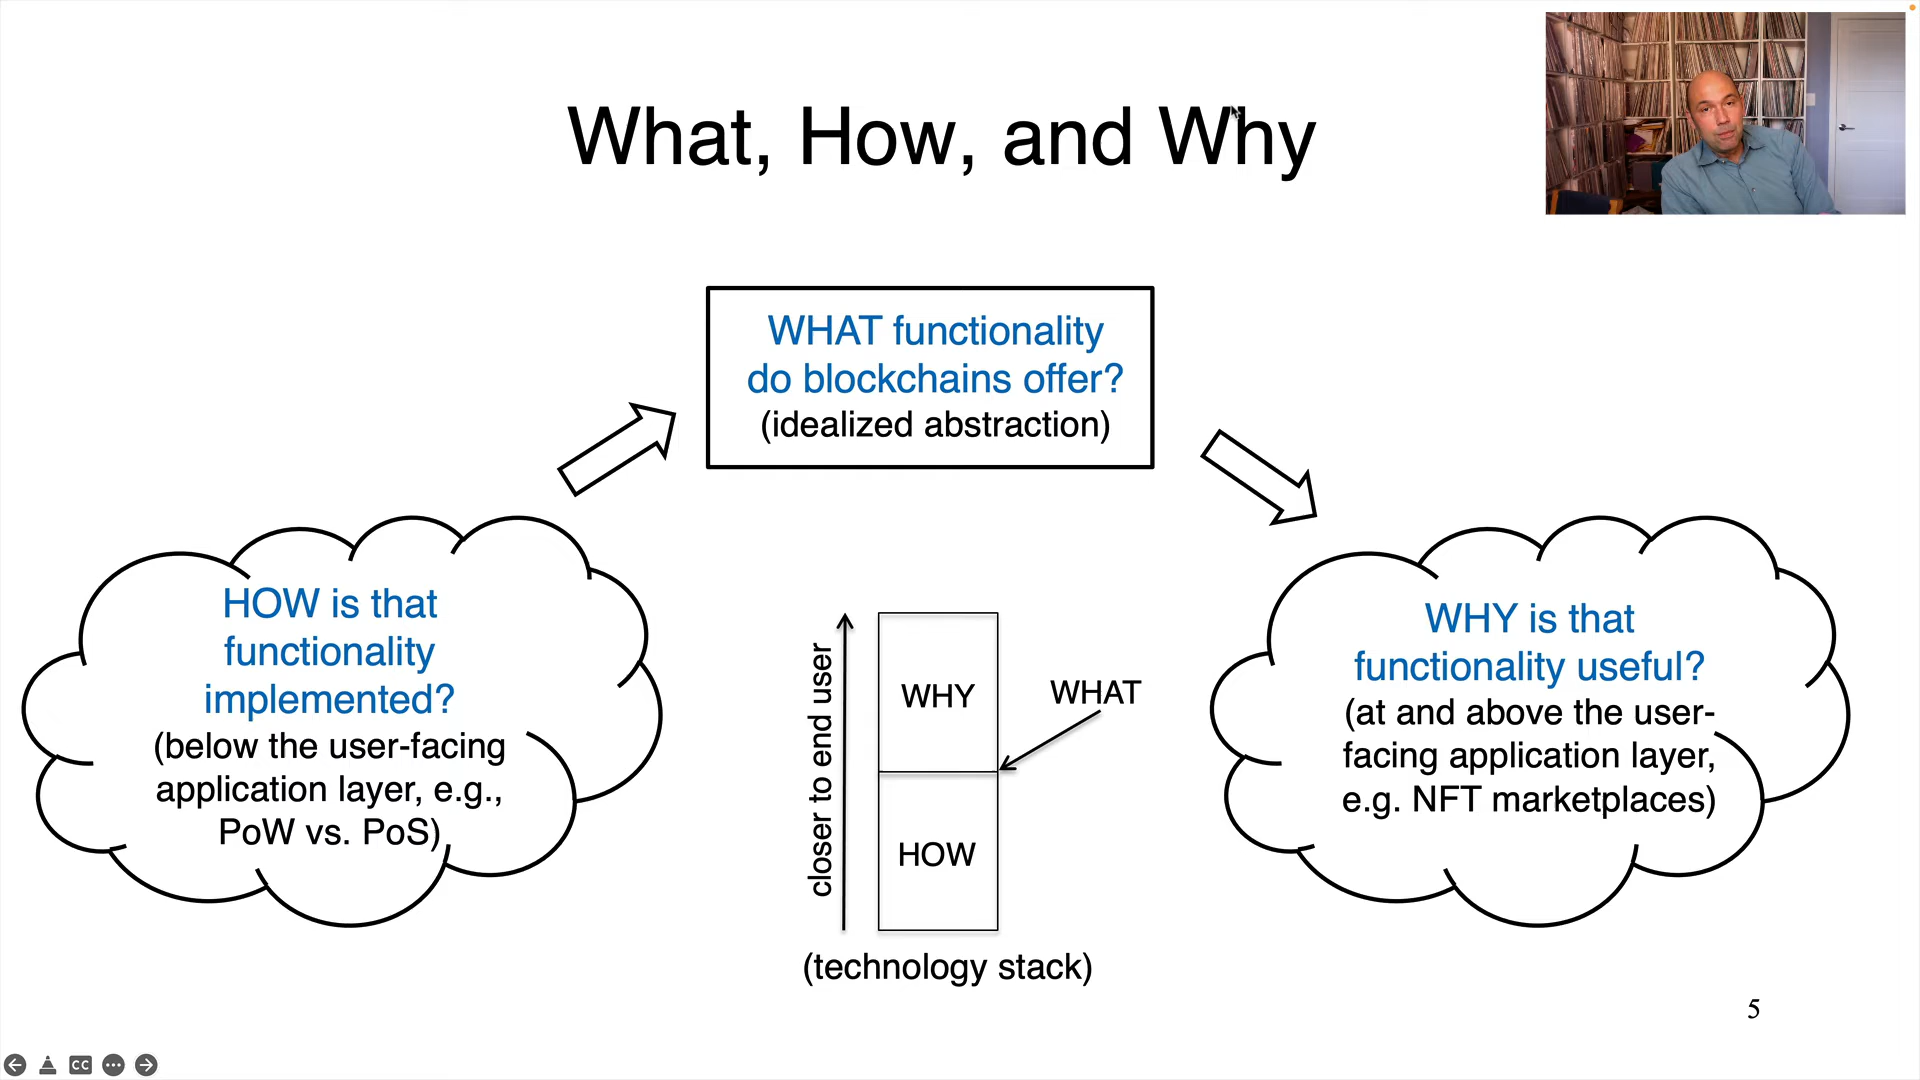 What, How, and Why
WHAT functionality
do blockchains offer?
(idealized abstraction)
HOW is that
functionality
implemented?
(below the user-facing
application layer, e.g.,
PoW vs. PoS)
closer to end user
WHY
WHAT
HOW
(technology stack)
WHY is that
functionality useful?
(at and above the user-
facing application layer,
e.g. NFT marketplaces)
5
CC